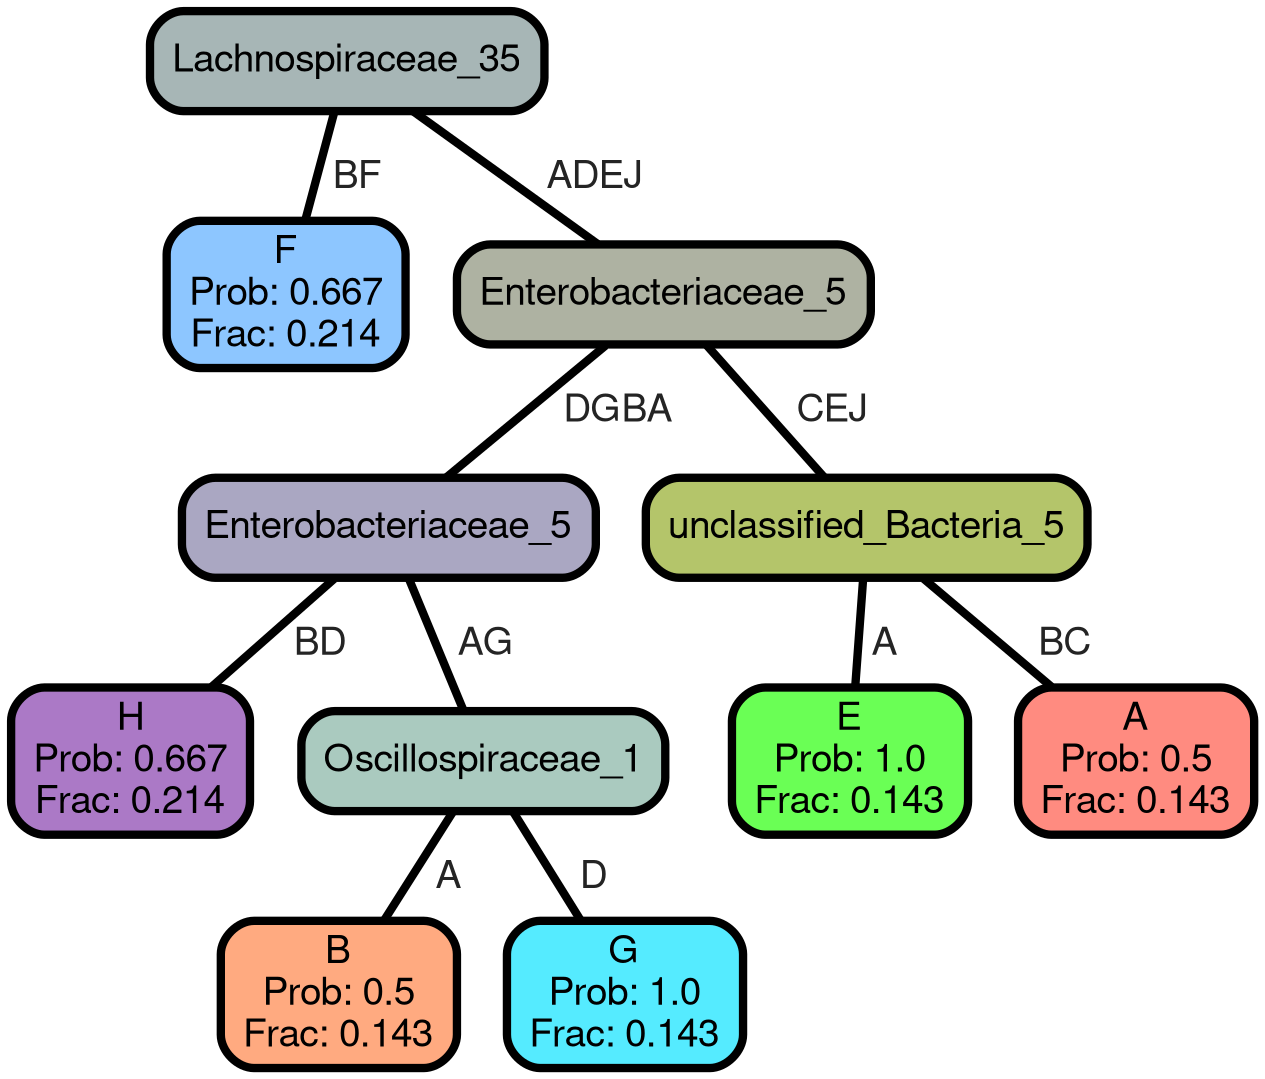 Lachnospiraceae_35
BF
ADEJ
F
Prob: 0.667
Frac: 0.214
Enterobacteriaceae_5
DGBA
CEJ
Enterobacteriaceae_5
unclassified_Bacteria_5
BD
AG
A
BC
H
Prob: 0.667
Frac: 0.214
Oscillospiraceae_1
E
Prob: 1.0
Frac: 0.143
A
Prob: 0.5
Frac: 0.143
A
D
B
Prob: 0.5
Frac: 0.143
G
Prob: 1.0
Frac: 0.143